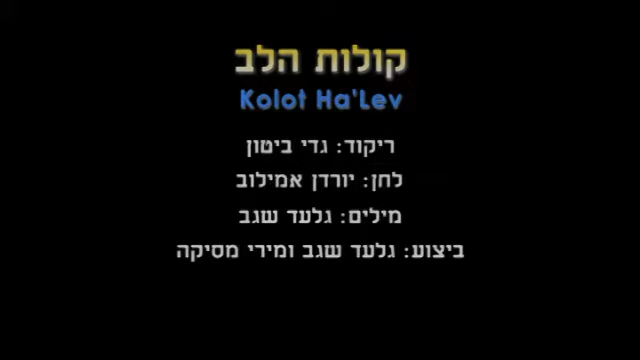 קולות הלב
Kolot Ha'Lev
ריקוד: גדי ביטון
לחן: יורדן אמילוב
מילים: גלעד שגב
ביצוע: גלעד שגב ומירי מסיקה